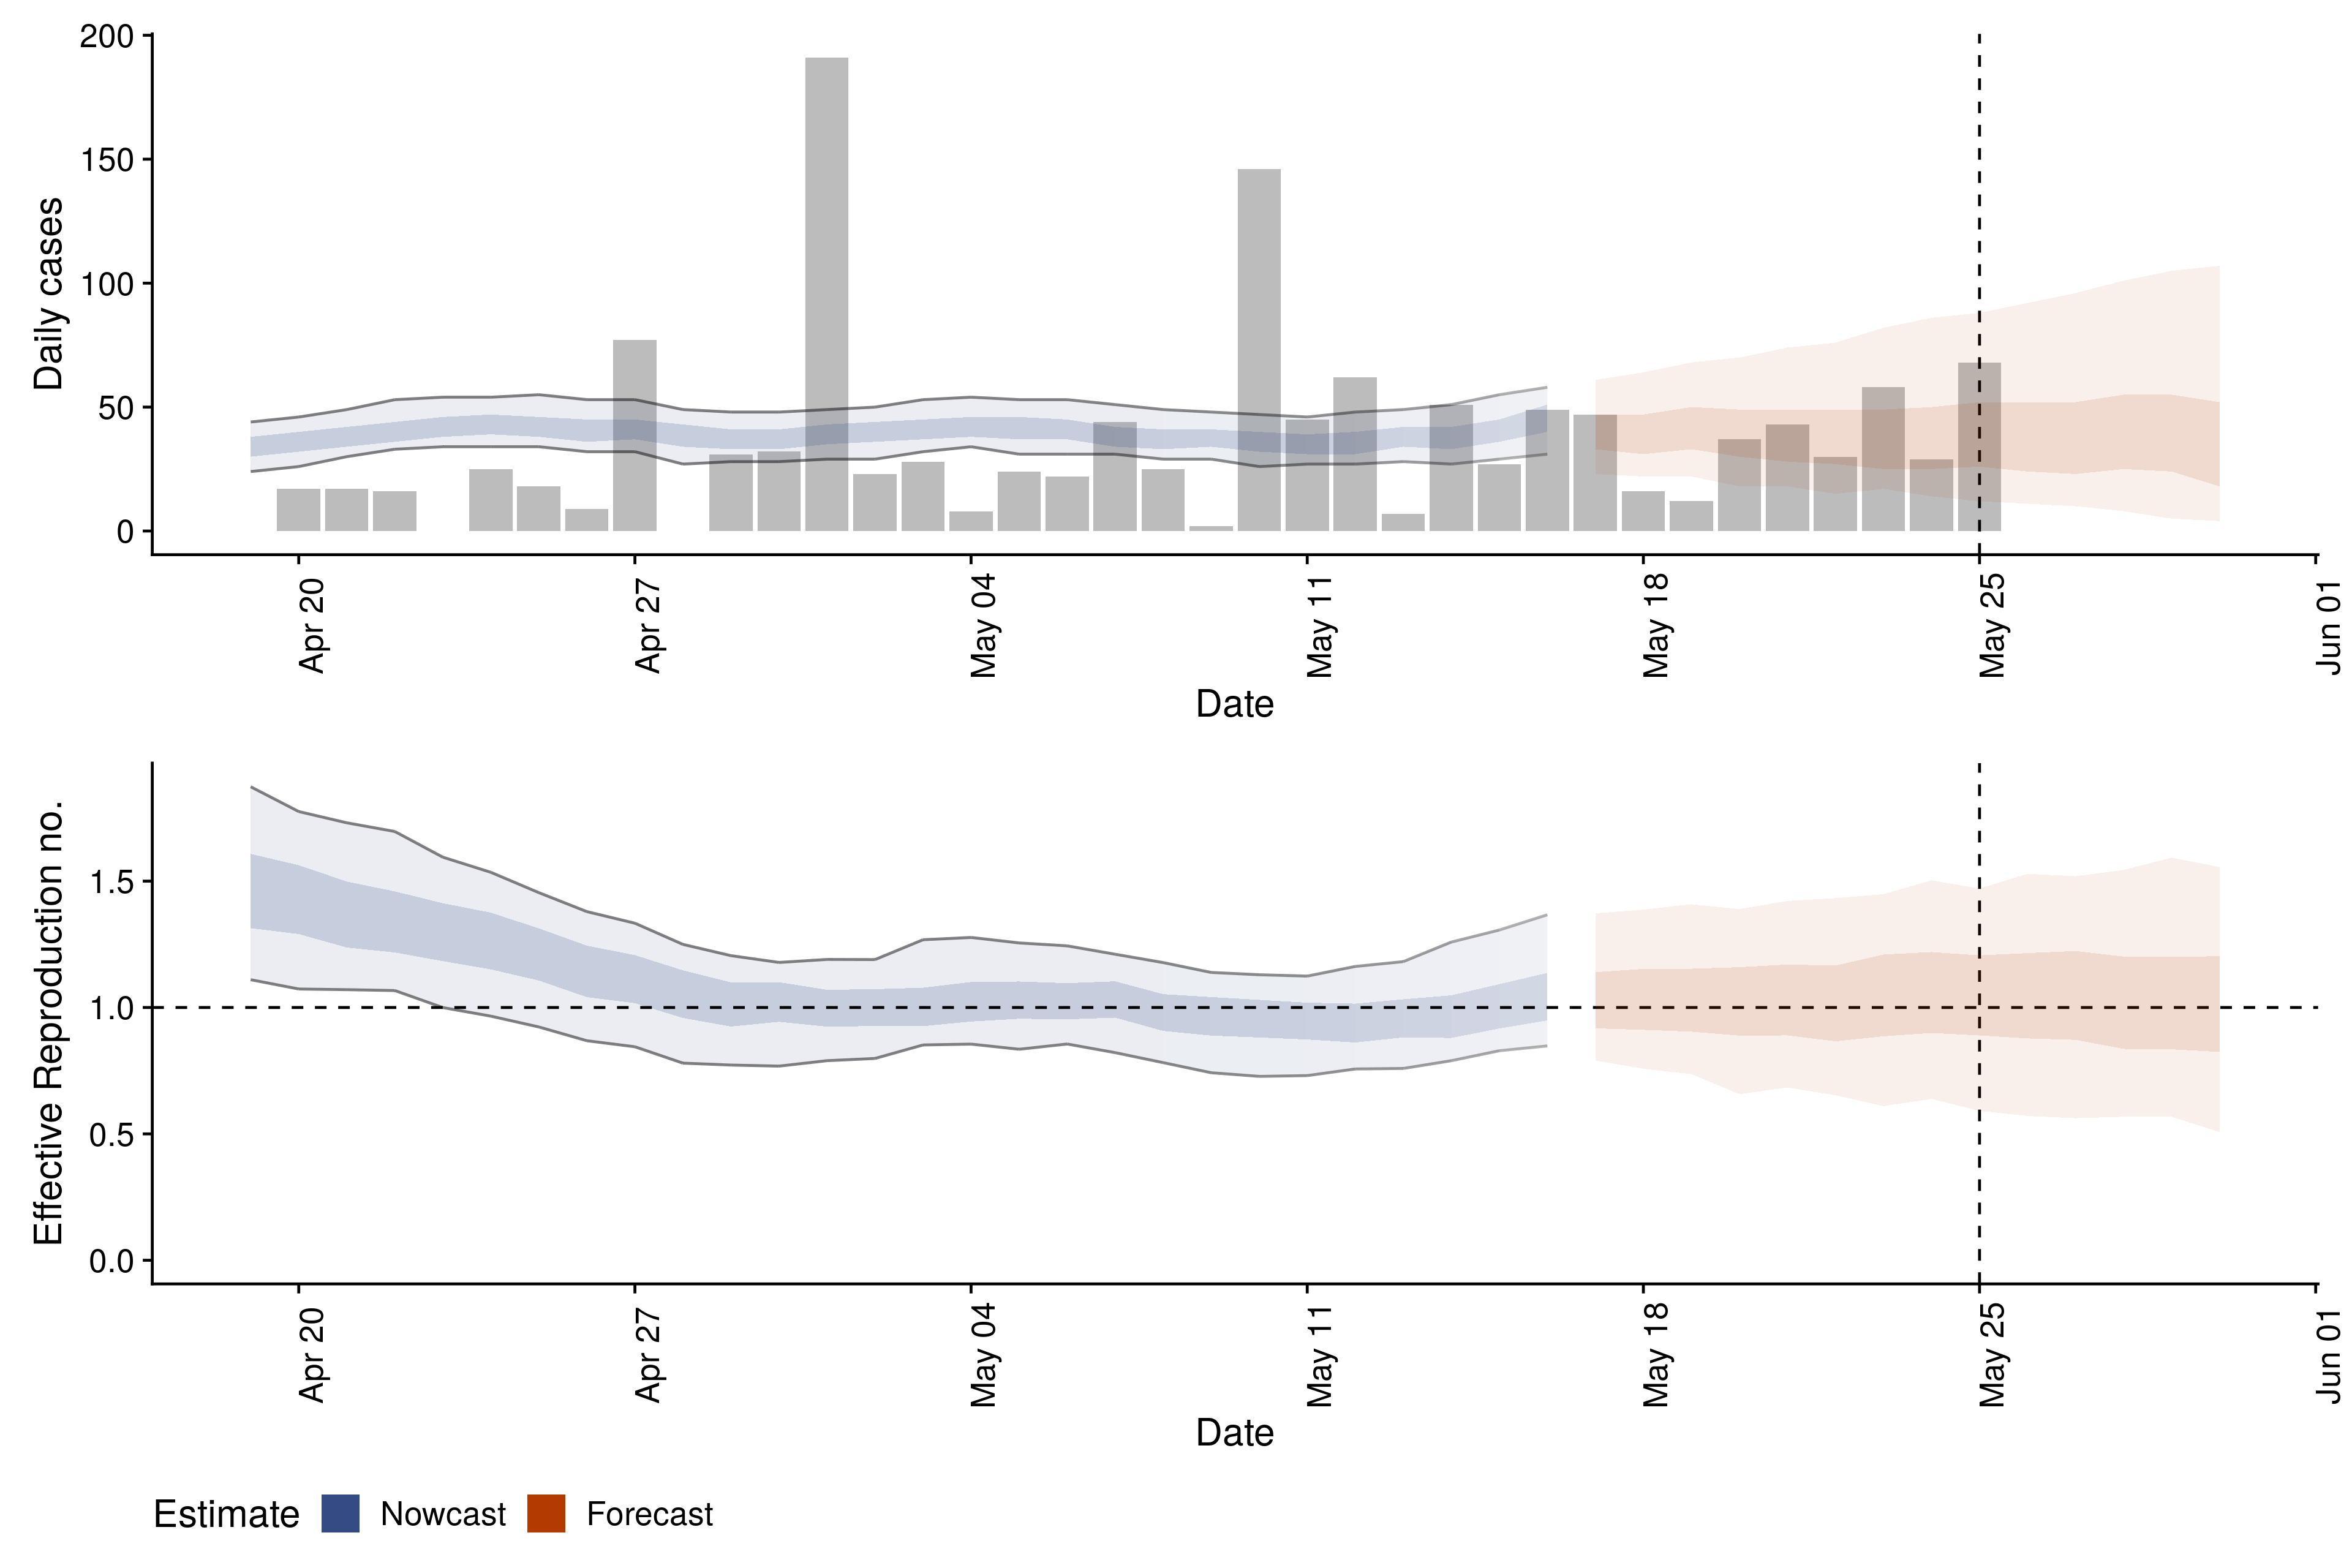 200
150
100
50
0
Daily cases
Apr 20
Apr 27
May 04
May 11
May 18
May 25
Jun 01
Date
1.5
1.0
0.5
0.0
Effective Reproduction no.
Apr 20
Apr 27
May 04
May 11
May 18
May 25
Jun 01
Date
Estimate Nowcast Forecast